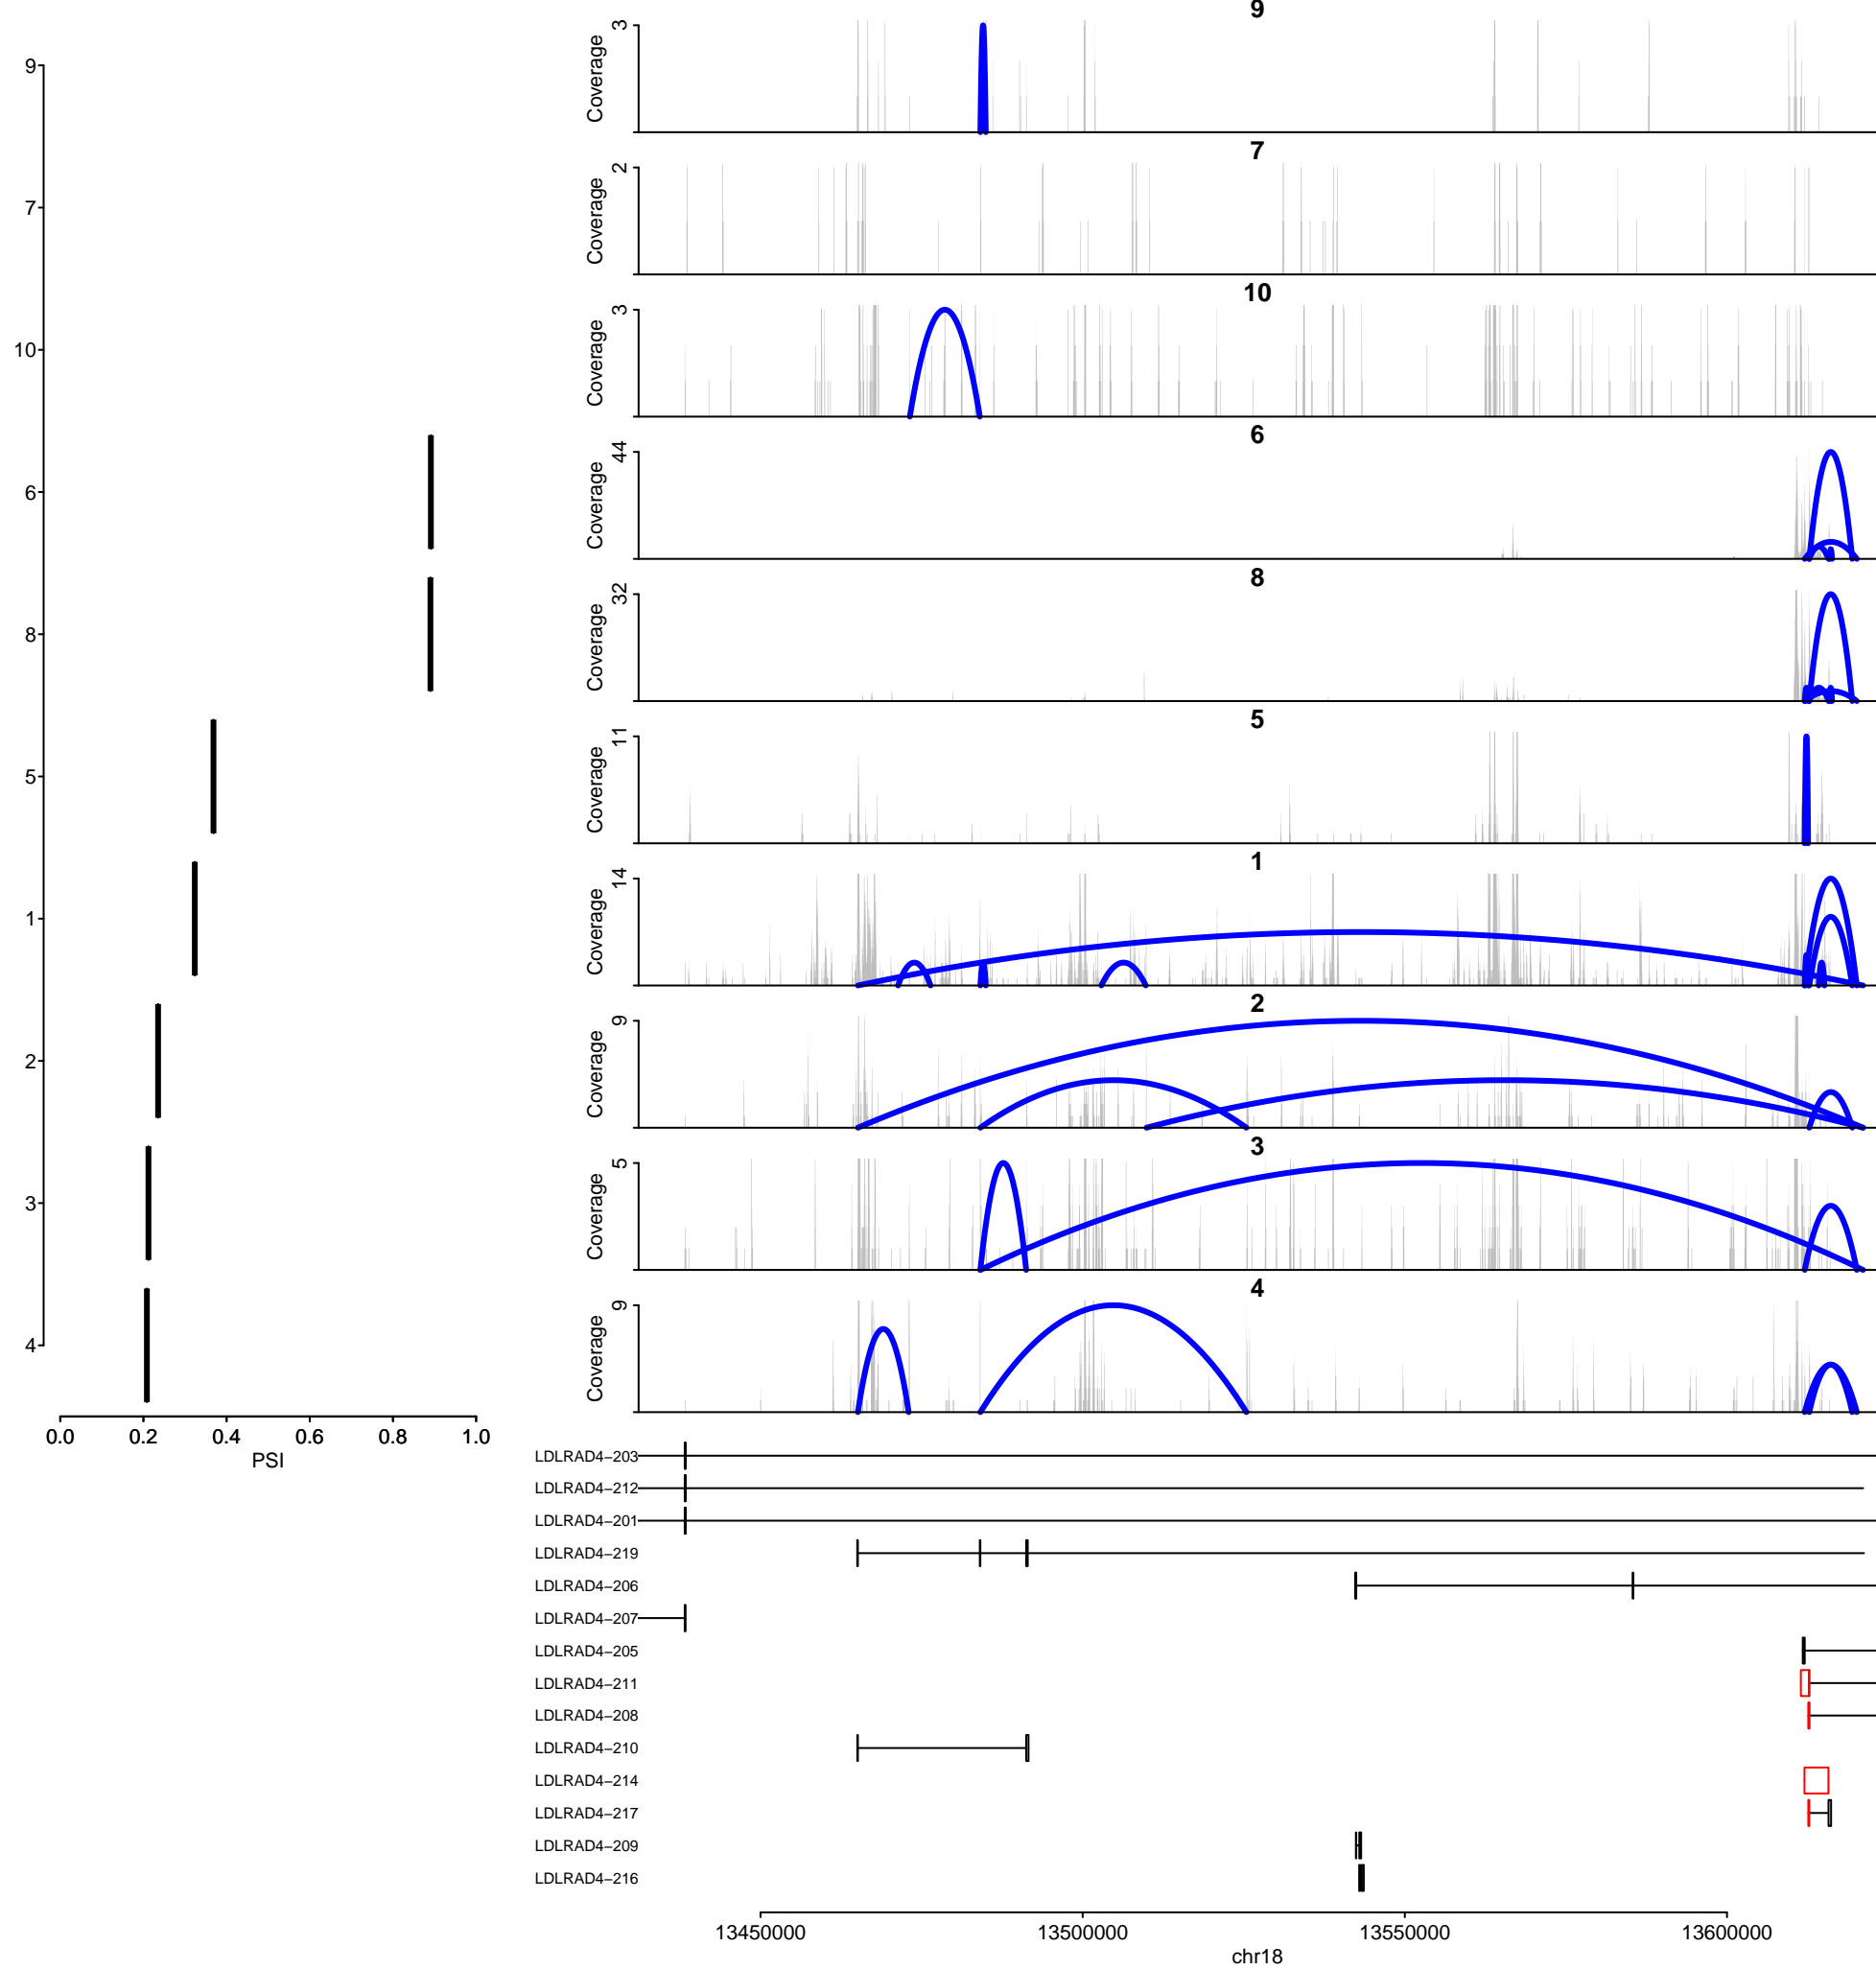 9
7
10
6
8
5
1
2
3
4
0.0 0.2 0.4 0.6 0.8 1.0
PSI
9
Coverage 3
7
Coverage 2
10
Coverage 3
6
Coverage 44
8
Coverage 32
5
Coverage 11
1
Coverage 14
2
Coverage 9
3
Coverage 5
4
Coverage 9
LDLRAD4−203
LDLRAD4−212
LDLRAD4−201
LDLRAD4−219
LDLRAD4−206
LDLRAD4−207
LDLRAD4−205
LDLRAD4−211
LDLRAD4−208
LDLRAD4−210
LDLRAD4−214
LDLRAD4−217
LDLRAD4−209
LDLRAD4−216
13450000 13500000 13550000 13600000
chr18